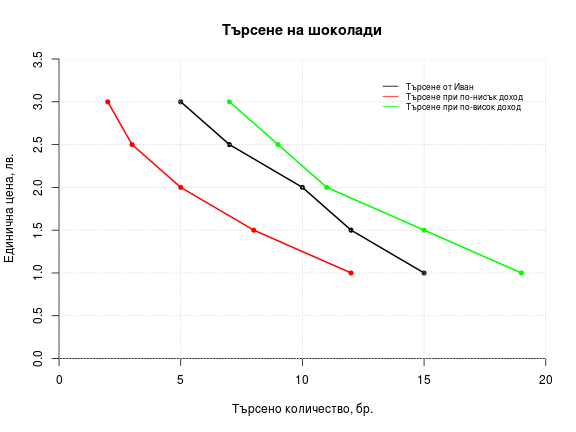 Търсене на шоколади
Търсене от Иван
Търсене при по-нисък доход
Търсене при по-висок доход
Единична цена, лв.
3.5
3.0
2.5
2.0
1.5
1.0
0.5
0.0
0 5 10 15 20
Търсено количество, бр.